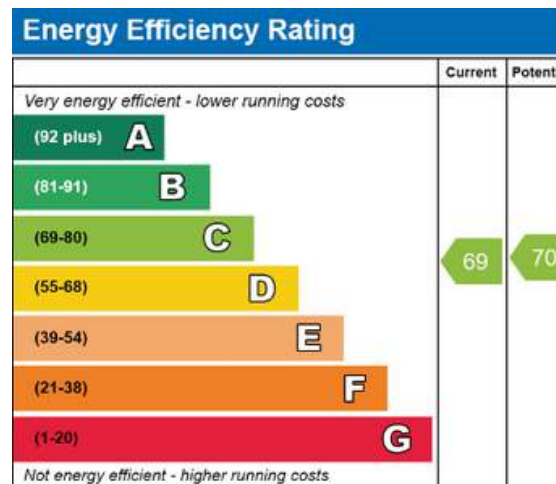 Energy Efficiency Rating
Current Potent
Very energy efficient - lower running costs
(92 plus) A
(81-91) B
(69-80) C
69 70
(55-68) D
(39-54) E
(21-38) F
(1-20) G
Not energy efficient - higher running costs